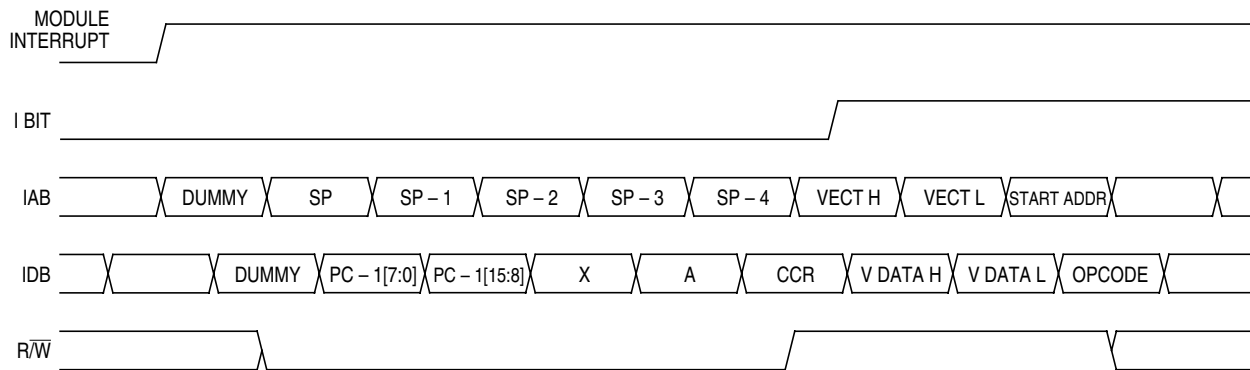 MODULE
INTERRUPT
I BIT
IAB DUMMY SP SP – 1 SP – 2 SP – 3 SP – 4 VECT H VECT L START ADDR
IDB DUMMY PC – 1[7:0] PC – 1[15:8] X A CCR V DATA H V DATA L OPCODE
R/W̅